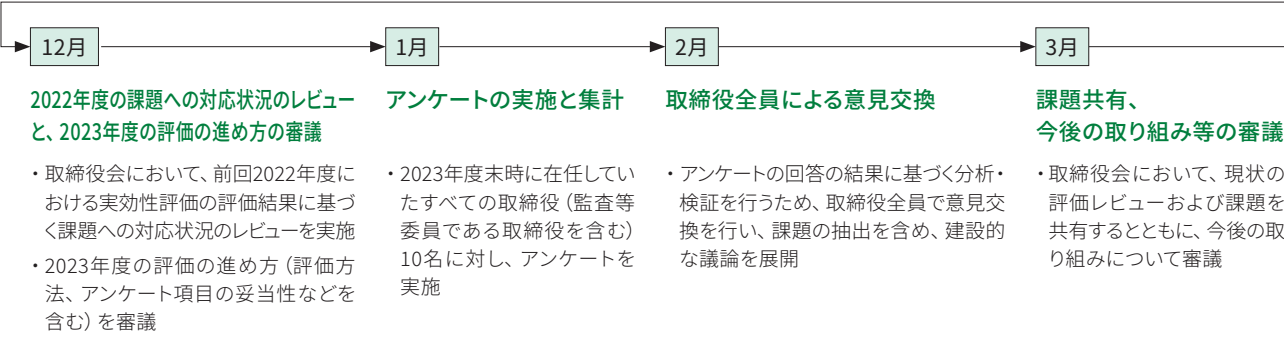 12月
2022年度の課題への対応状況のレビュー
と、2023年度の評価の進め方の審議
・取締役会において、前回2022年度に
おける実効性評価の評価結果に基づ
く課題への対応状況のレビューを実施
・2023年度の評価の進め方（評価方
法、アンケート項目の妥当性などを
含む）を審議
1月
アンケートの実施と集計
・2023年度末時に在任してい
たすべての取締役（監査等
委員である取締役を含む）
10名に対し、アンケートを
実施
2月
取締役全員による意見交換
・アンケートの回答の結果に基づく分析・
検証を行うため、取締役全員で意見交
換を行い、課題の抽出を含め、建設的
な議論を展開
3月
課題共有、
今後の取り組み等の審議
・取締役会において、現状の
評価レビューおよび課題を
共有するとともに、今後の取
り組みについて審議